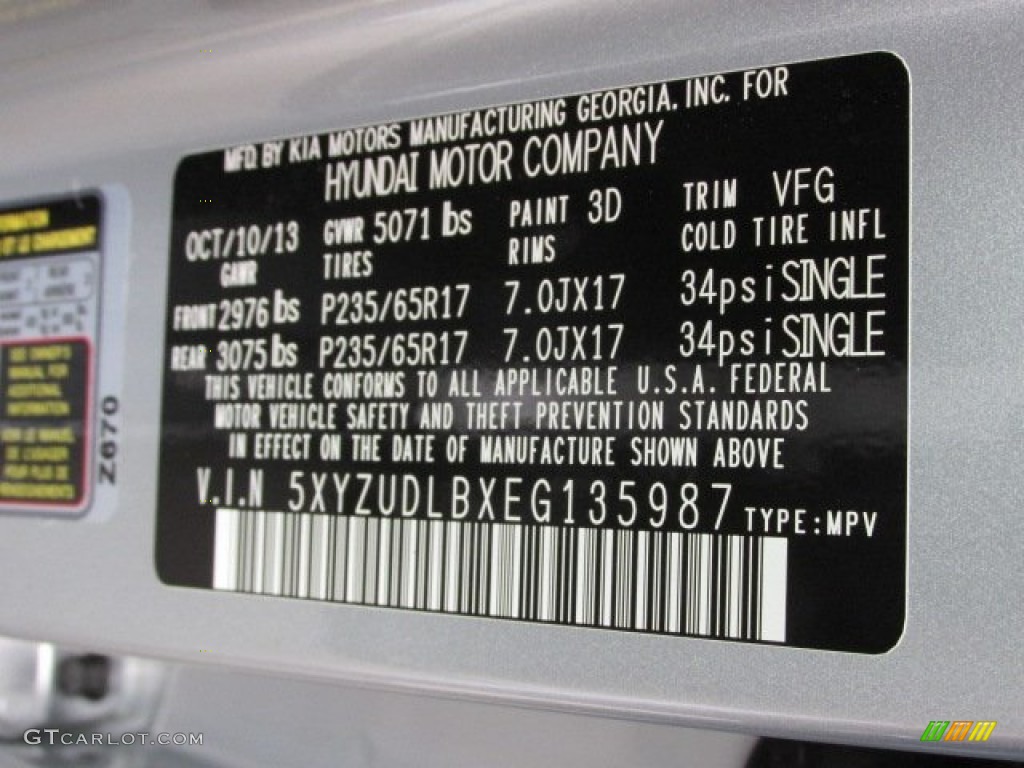 MFD. BY KIA MOTORS MANUFACTURING GEORGIA. INC. FOR
HYUNDAI MOTOR COMPANY
OCT/10/13 GVWR 5071 lbs PAINT 3D TRIM VFG
GAWR TIRES RIMS COLD TIRE INFL
FRONT 2976 lbs P235/65R17 7.0JX17 34psi SINGLE
REAR 3075 lbs P235/65R17 7.0JX17 34psi SINGLE
THIS VEHICLE CONFORMS TO ALL APPLICABLE U.S.A. FEDERAL
MOTOR VEHICLE SAFETY AND THEFT PREVENTION STANDARDS
IN EFFECT ON THE DATE OF MANUFACTURE SHOWN ABOVE
V.I.N 5XYZUDLBXEG135987 TYPE:MPV
Z670
GTCARLOT.COM